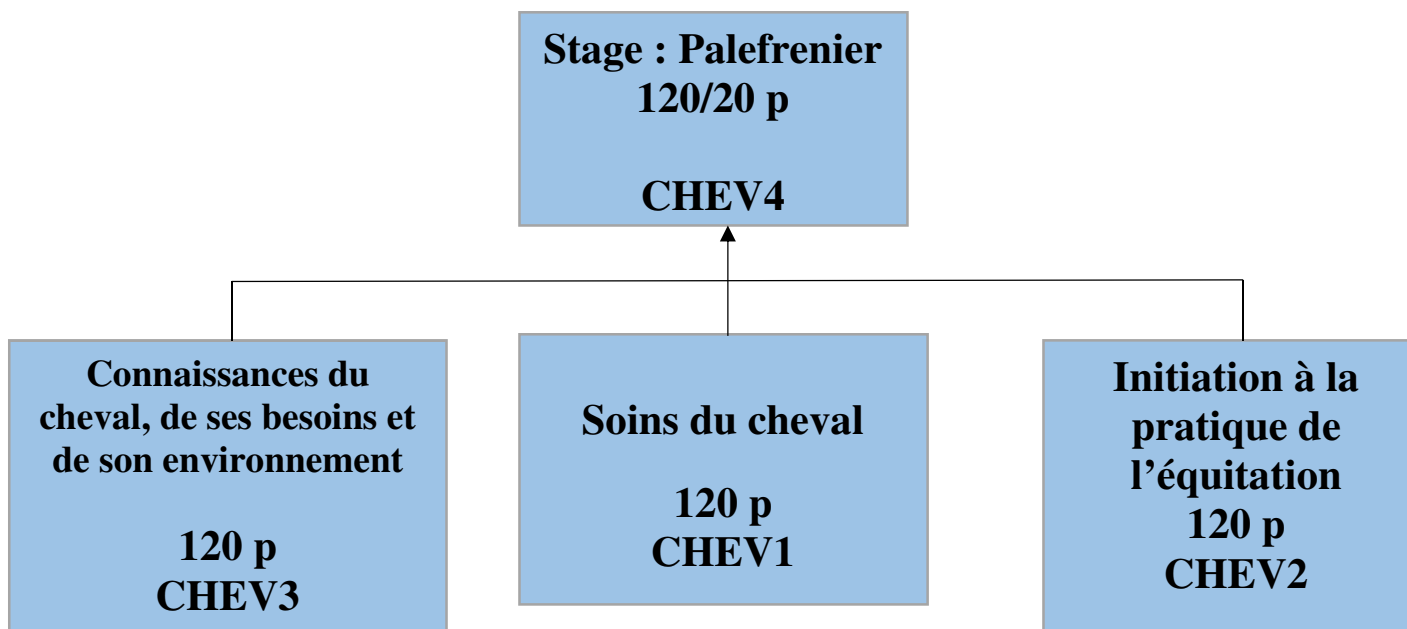 Stage : Palefrenier
120/20 p
CHEV4
Connaissances du
cheval, de ses besoins et
de son environnement
120 p
CHEV3
Soins du cheval
120 p
CHEV1
Initiation à la
pratique de
l’équitation
120 p
CHEV2